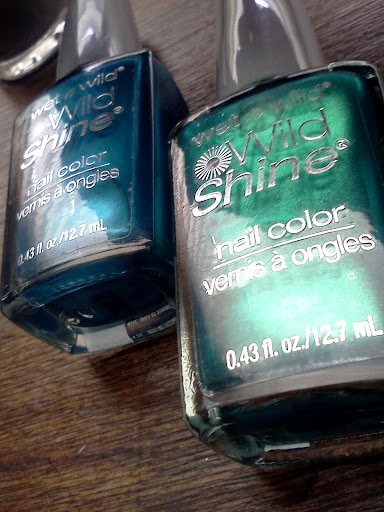 wet n wild®
Wild
Shine®
nail color
vernis à ongles
0.43 fl. oz./12.7 mL
wet n wild®
Wild
Shine®
nail color
vernis à ongles
0.43 fl. oz./12.7 mL